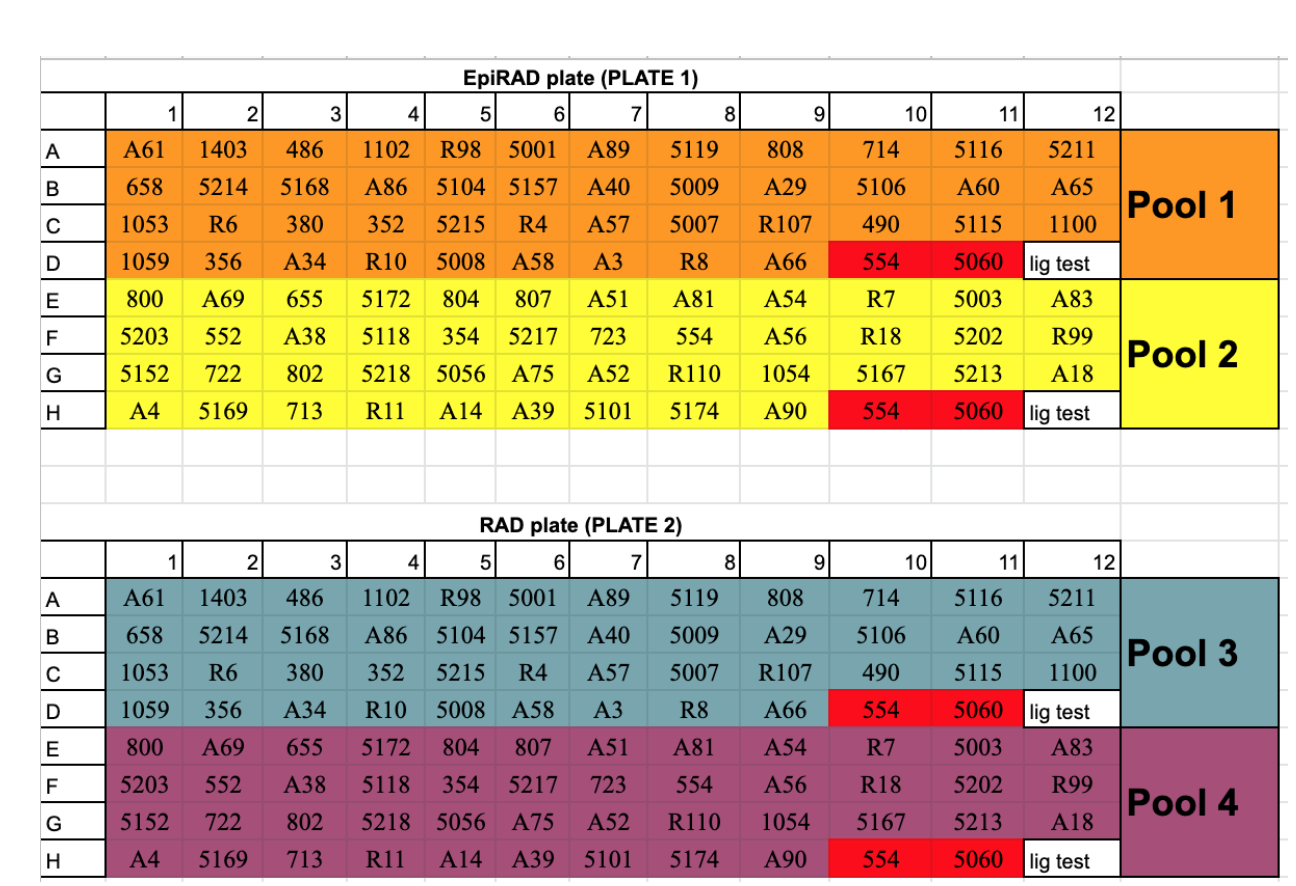 EpiRAD plate (PLATE 1)
1 2 3 4 5 6 7 8 9 10 11 12
A A61 1403 486 1102 R98 5001 A89 5119 808 714 5116 5211
B 658 5214 5168 A86 5104 5157 A40 5009 A29 5106 A60 A65
Pool 1
C 1053 R6 380 352 5215 R4 A57 5007 R107 490 5115 1100
D 1059 356 A34 R10 5008 A58 A3 R8 A66 554 5060 lig test
E 800 A69 655 5172 804 807 A51 A81 A54 R7 5003 A83
F 5203 552 A38 5118 354 5217 723 554 A56 R18 5202 R99
Pool 2
G 5152 722 802 5218 5056 A75 A52 R110 1054 5167 5213 A18
H A4 5169 713 R11 A14 A39 5101 5174 A90 554 5060 lig test
RAD plate (PLATE 2)
1 2 3 4 5 6 7 8 9 10 11 12
A A61 1403 486 1102 R98 5001 A89 5119 808 714 5116 5211
B 658 5214 5168 A86 5104 5157 A40 5009 A29 5106 A60 A65
Pool 3
C 1053 R6 380 352 5215 R4 A57 5007 R107 490 5115 1100
D 1059 356 A34 R10 5008 A58 A3 R8 A66 554 5060 lig test
E 800 A69 655 5172 804 807 A51 A81 A54 R7 5003 A83
F 5203 552 A38 5118 354 5217 723 554 A56 R18 5202 R99
Pool 4
G 5152 722 802 5218 5056 A75 A52 R110 1054 5167 5213 A18
H A4 5169 713 R11 A14 A39 5101 5174 A90 554 5060 lig test